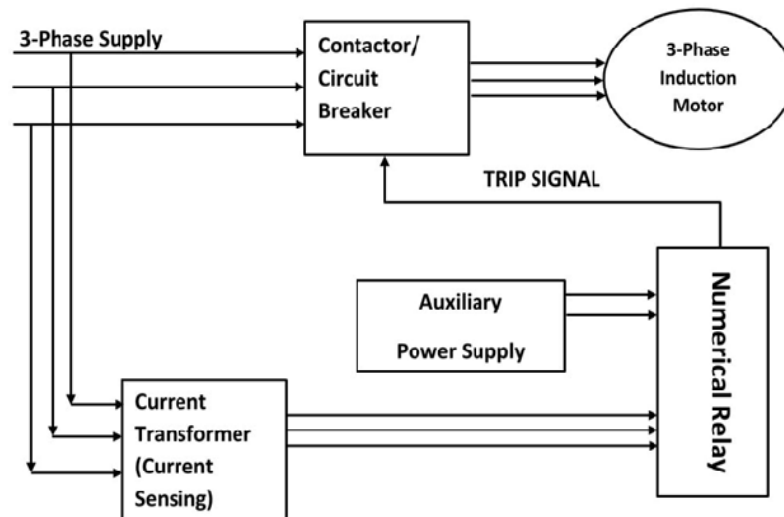 3-Phase Supply
Contactor/
Circuit
Breaker
3-Phase
Induction
Motor
TRIP SIGNAL
Auxiliary
Power Supply
Numerical Relay
Current
Transformer
(Current
Sensing)